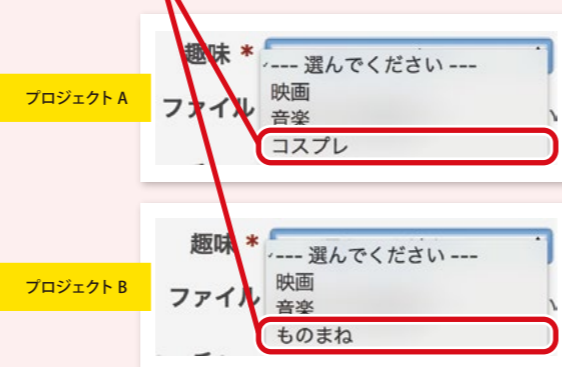 趣味 *
--- 選んでください ---
プロジェクト A
ファイル
映画
音楽
コスプレ
趣味 *
--- 選んでください ---
プロジェクト B
ファイル
映画
音楽
ものまね